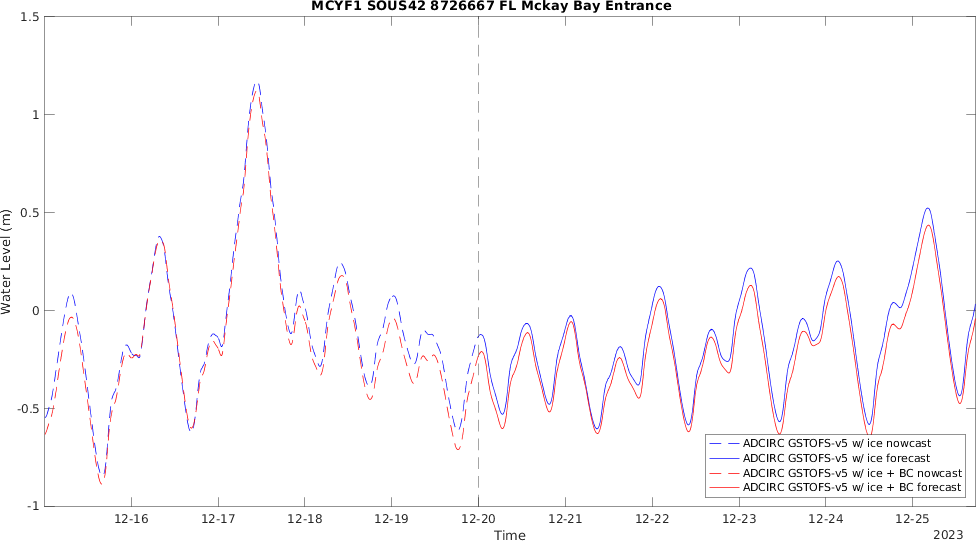 MCYF1 SOUS42 8726667 FL Mckay Bay Entrance
1.5
1
0.5
0
-0.5
-1
Water Level (m)
12-16 12-17 12-18 12-19 12-20 12-21 12-22 12-23 12-24 12-25
Time
2023
ADCIRC GSTOFS-v5 w/ ice nowcast
ADCIRC GSTOFS-v5 w/ ice forecast
ADCIRC GSTOFS-v5 w/ ice + BC nowcast
ADCIRC GSTOFS-v5 w/ ice + BC forecast